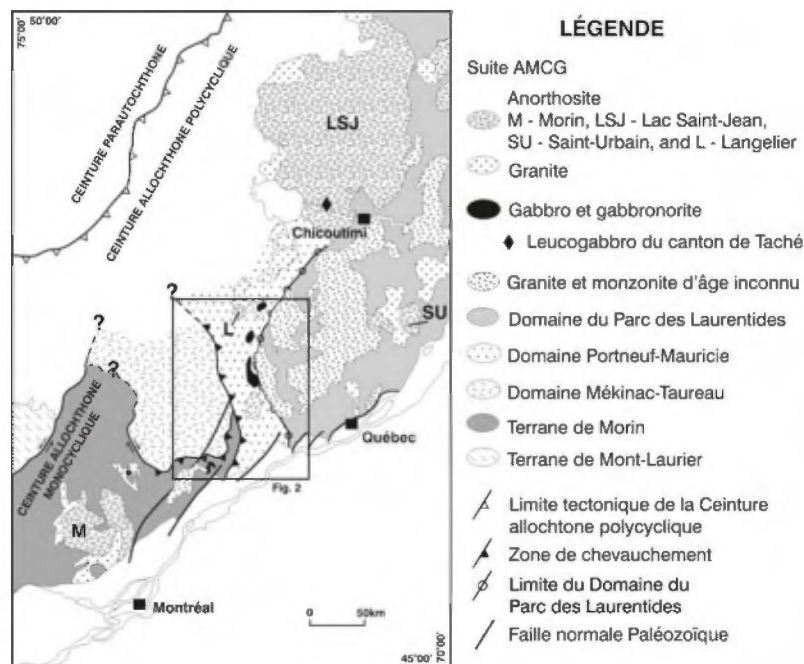 75°00'
50°00'
CEINTURE PARAUTOCHTHONE
CEINTURE ALLOCHTHONE POLYCYCLIQUE
LSJ
Chicoutimi
?
L
SU
?
?
Québec
CEINTURE ALLOCHTHONE
MONOCYCLIQUE
Fig. 2
M
Montréal
0 50km
45°00'
70°00'
LÉGENDE
Suite AMCG
Anorthosite
M - Morin, LSJ - Lac Saint-Jean,
SU - Saint-Urbain, and L - Langelier
Granite
Gabbro et gabbronorite
Leucogabbro du canton de Taché
Granite et monzonite d'âge inconnu
Domaine du Parc des Laurentides
Domaine Portneuf-Mauricie
Domaine Mékinac-Taureau
Terrane de Morin
Terrane de Mont-Laurier
Limite tectonique de la Ceinture
allochtone polycyclique
Zone de chevauchement
Limite du Domaine du
Parc des Laurentides
Faille normale Paléozoïque